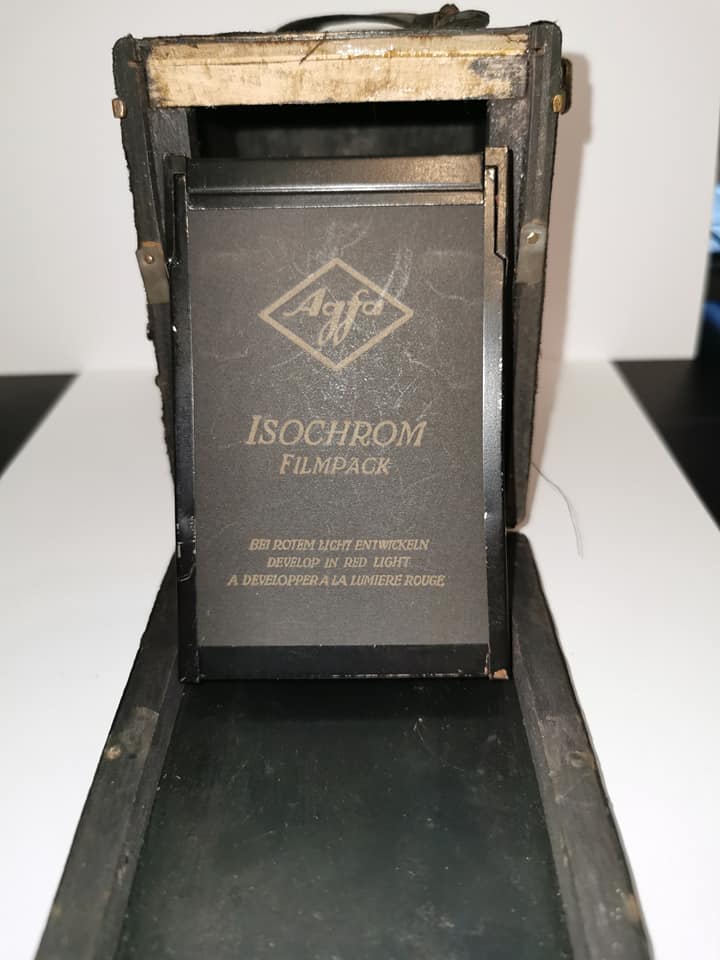 Agfa
ISOCHROM
FILMPACK
BEI ROTEM LICHT ENTWICKELN
DEVELOP IN RED LIGHT
A DEVELOPPER A LA LUMIERE ROUGE